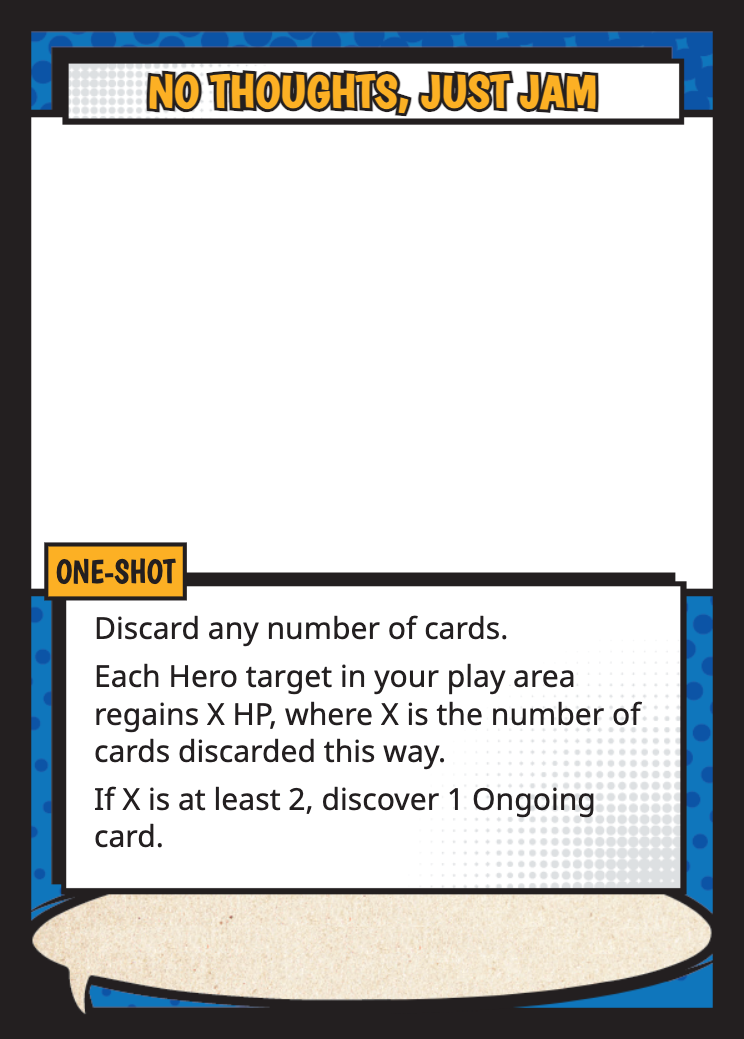 NO THOUGHTS, JUST JAM
ONE-SHOT
Discard any number of cards.
Each Hero target in your play area
regains X HP, where X is the number of
cards discarded this way.
If X is at least 2, discover 1 Ongoing
card.